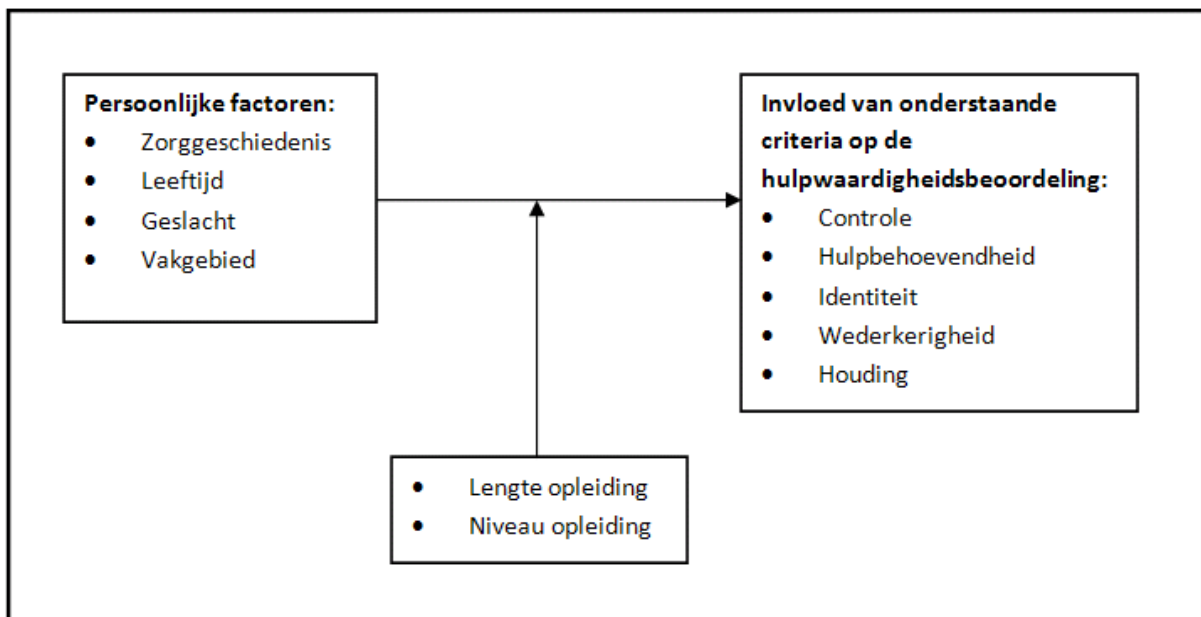 Persoonlijke factoren:
• Zorggeschiedenis
• Leeftijd
• Geslacht
• Vakgebied
Invloed van onderstaande
criteria op de
hulpwaardigheidsbeoordeling:
• Controle
• Hulpbehoevendheid
• Identiteit
• Wederkerigheid
• Houding
• Lengte opleiding
• Niveau opleiding